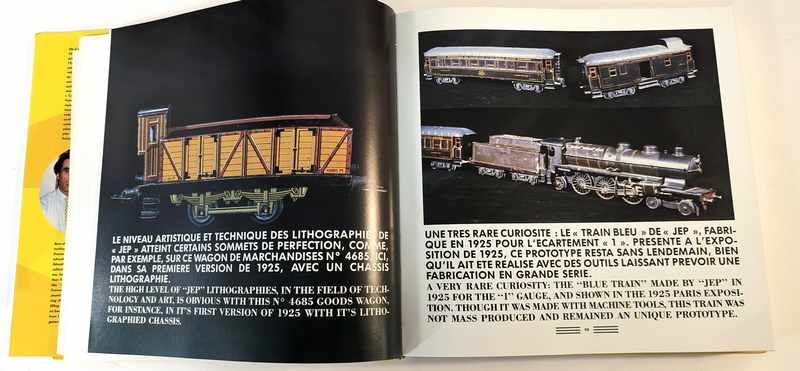 LE NIVEAU ARTISTIQUE ET TECHNIQUE DES LITHOGRAPHIES DE
« JEP » ATTEINT CERTAINS SOMMETS DE PERFECTION, COMME,
PAR EXEMPLE, SUR CE WAGON DE MARCHANDISES N° 4685 ICI,
DANS SA PREMIERE VERSION DE 1925, AVEC UN CHASSIS
LITHOGRAPHIE.
THE HIGH LEVEL OF "JEP" LITHOGRAPHIES, IN THE FIELD OF TECH-
NOLOGY AND ART, IS OBVIOUS WITH THIS N° 4685 GOODS WAGON,
FOR INSTANCE, IN IT'S FIRST VERSION OF 1925 WITH IT'S LITHO-
GRAPHIED CHASSIS.
UNE TRES RARE CURIOSITE : LE « TRAIN BLEU » DE « JEP », FABRI-
QUE EN 1925 POUR L'ECARTEMENT « 1 ». PRESENTE A L'EXPO-
SITION DE 1925, CE PROTOTYPE RESTA SANS LENDEMAIN, BIEN
QU'IL AIT ETE REALISE AVEC DES OUTILS LAISSANT PREVOIR UNE
FABRICATION EN GRANDE SERIE.
A VERY RARE CURIOSITY: THE "BLUE TRAIN" MADE BY "JEP" IN
1925 FOR THE "1" GAUGE, AND SHOWN IN THE 1925 PARIS EXPOSI-
TION, THOUGH IT WAS MADE WITH MACHINE TOOLS, THIS TRAIN WAS
NOT MASS PRODUCED AND REMAINED AN UNIQUE PROTOTYPE.